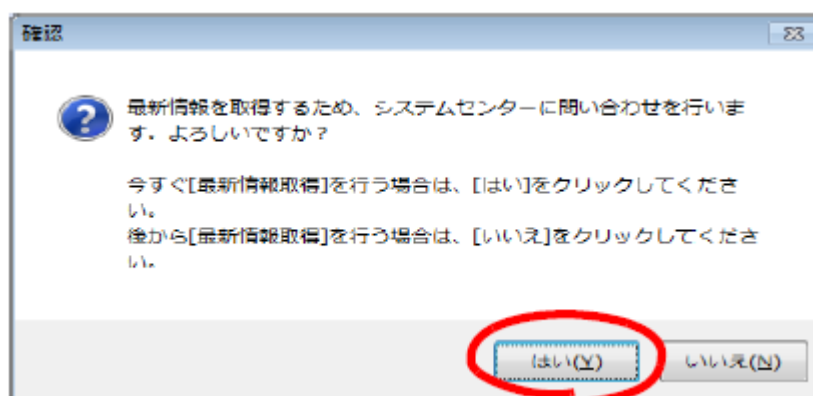 確認
最新情報を取得するため、システムセンターに問い合わせを行いま
す。よろしいですか？
今すぐ[最新情報取得]を行う場合は、[はい]をクリックしてくださ
い。
後から[最新情報取得]を行う場合は、[いいえ]をクリックしてくださ
い。
はい(Y)
いいえ(N)